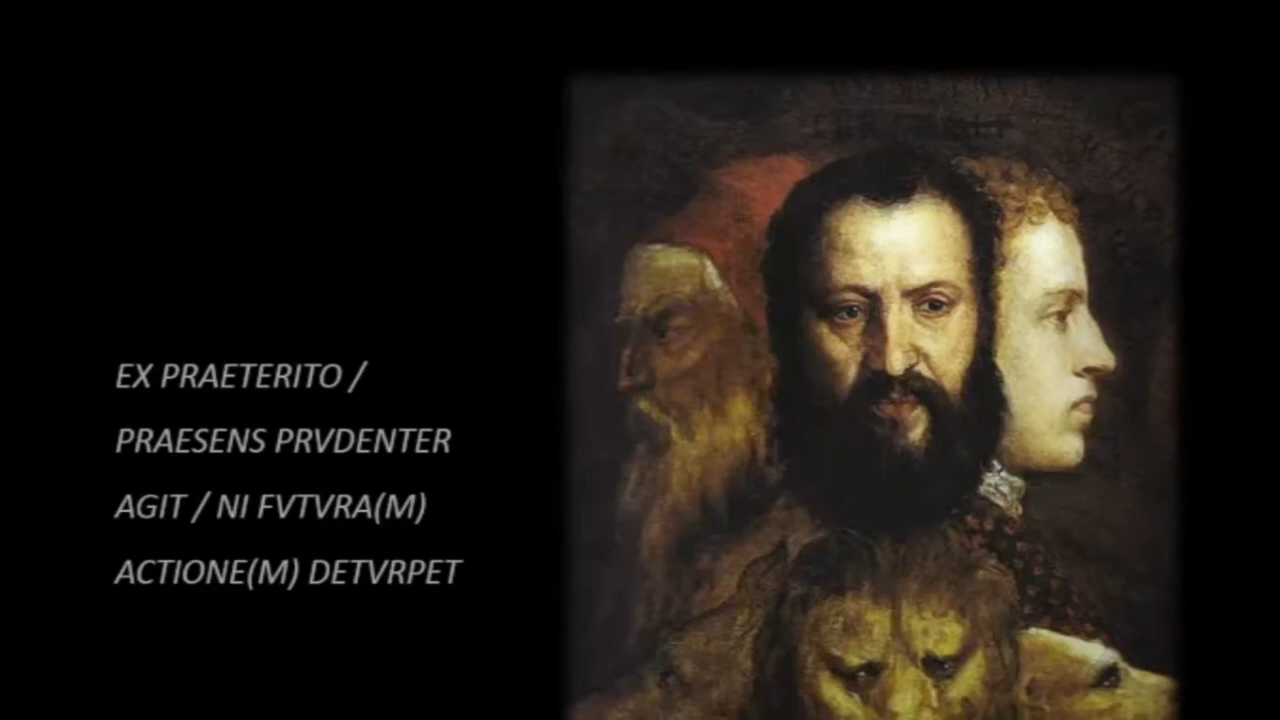 EX PRAETERITO /
PRAESENS PRVDENTER
AGIT / NI FVTVRA(M)
ACTIONE(M) DETVRPET